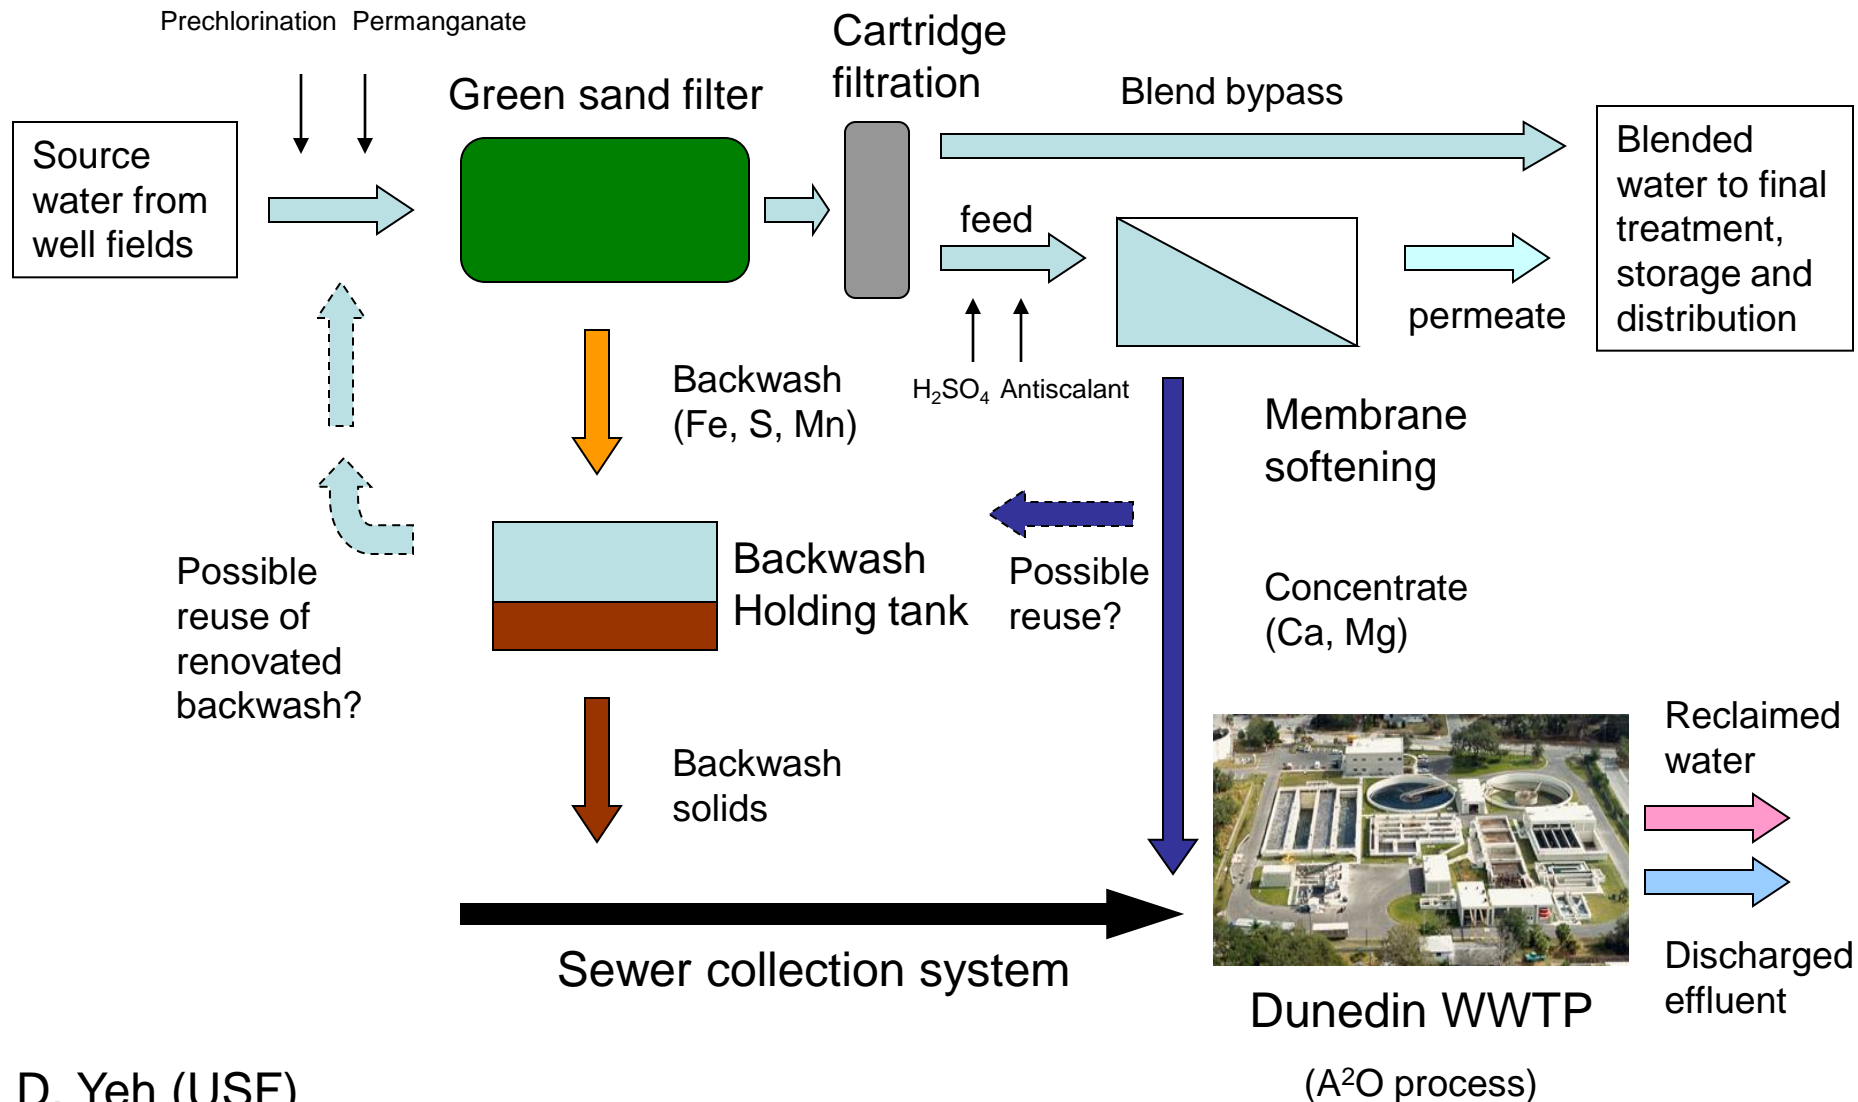 Prechlorination Permanganate
Cartridge
filtration
Green sand filter
Blend bypass
Source
water from
well fields
Blended
water to final
treatment,
storage and
distribution
feed
permeate
H₂SO₄ Antiscalant
Backwash
(Fe, S, Mn)
Membrane
softening
Backwash
Holding tank
Possible
reuse?
Possible
reuse of
renovated
backwash?
Concentrate
(Ca, Mg)
Backwash
solids
Reclaimed
water
Sewer collection system
Discharged
effluent
Dunedin WWTP
(A²O process)
D. Yeh (USF)